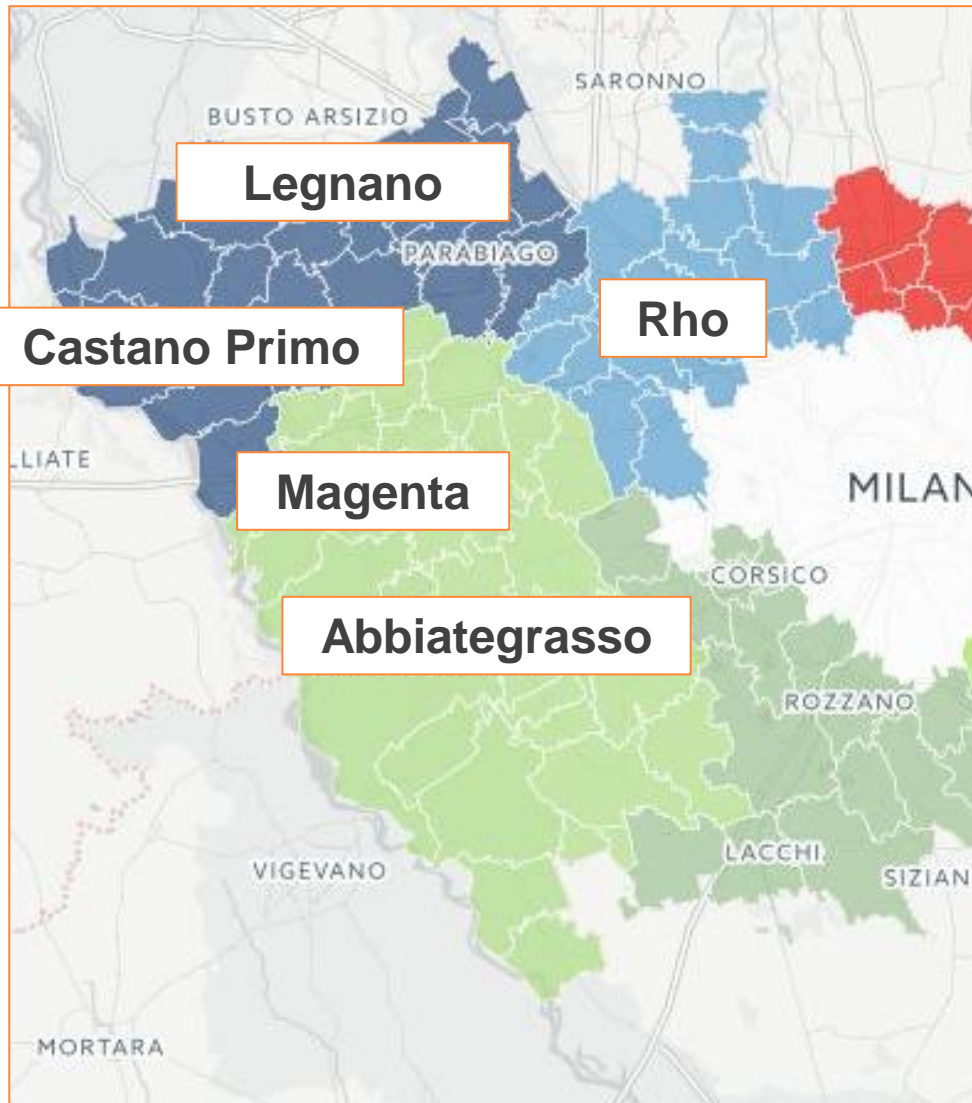 SARONNO
BUSTO ARSIZIO
Legnano
PARABIAGO
Rho
Castano Primo
LLIATE
Magenta
MILAN
CORSICO
Abbiategrasso
ROZZANO
LACCHI
VIGEVANO
SIZIAN
MORTARA